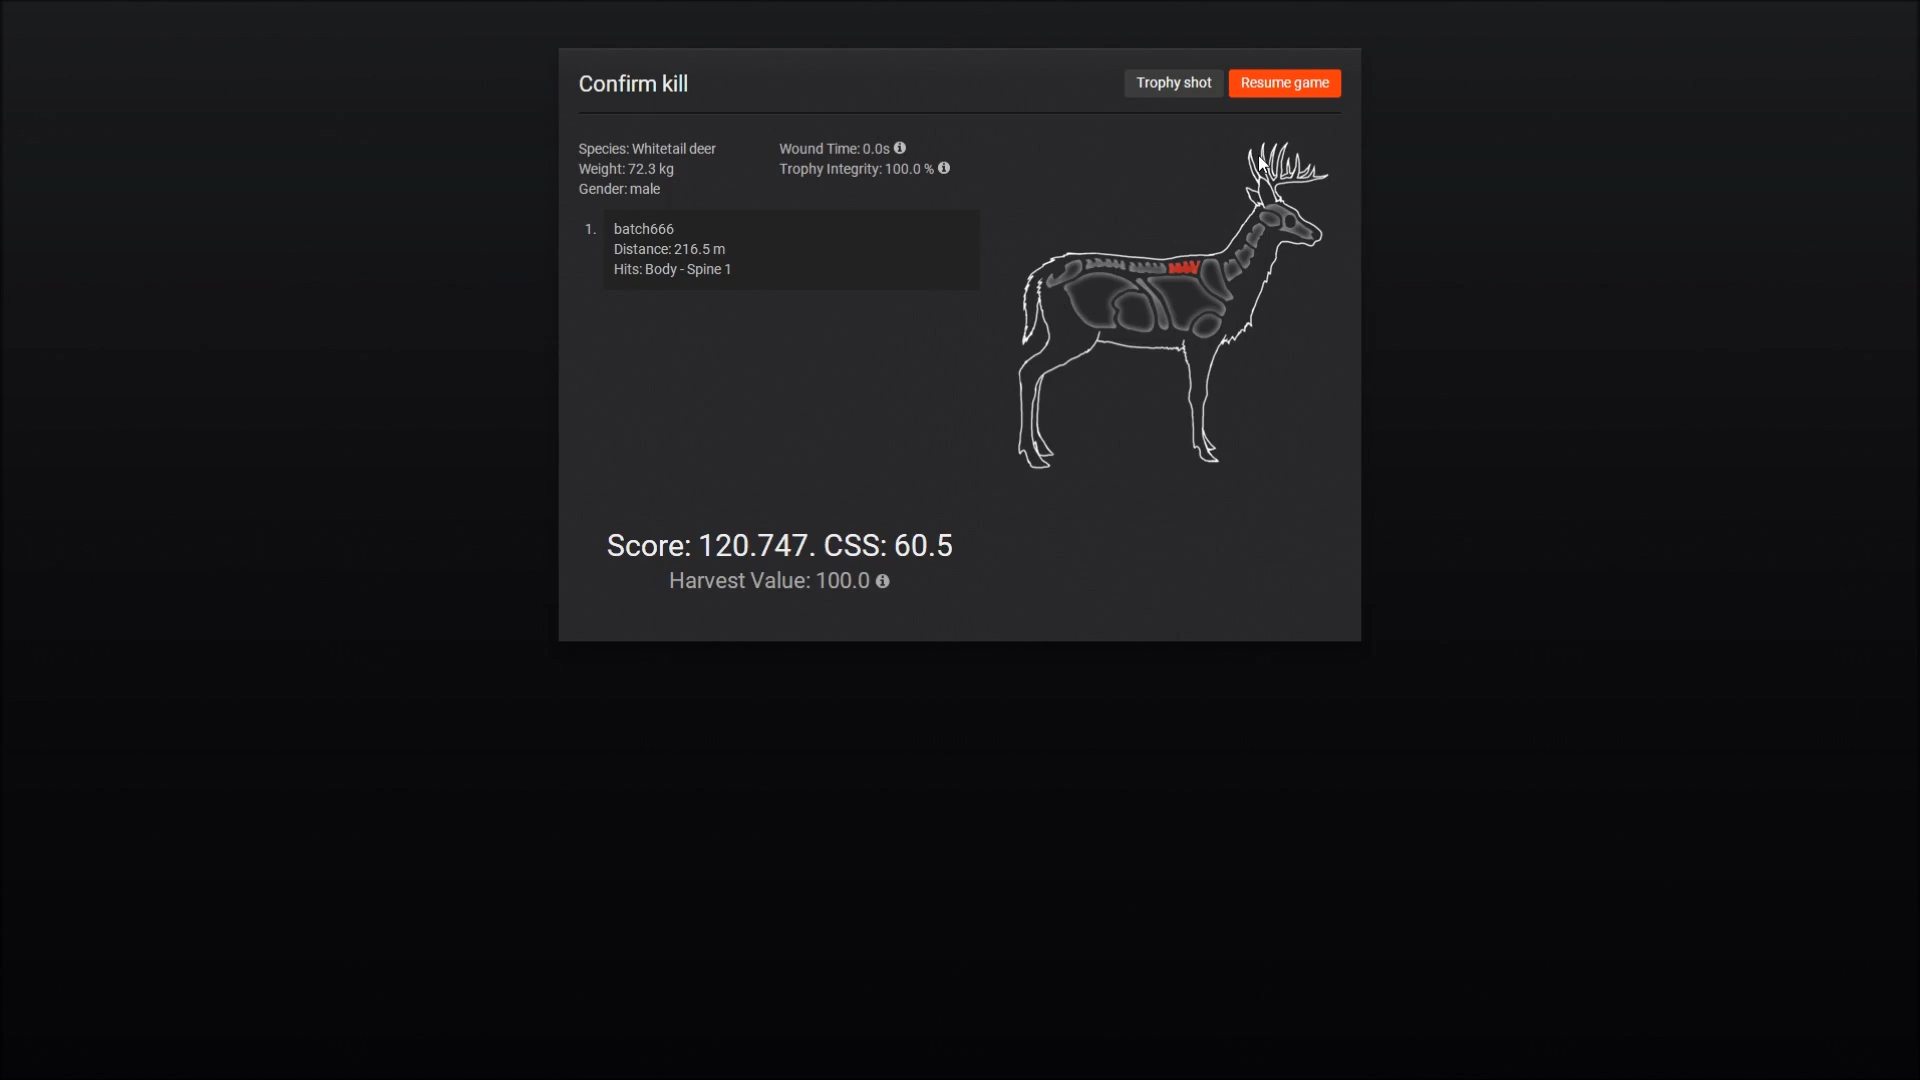 Confirm kill
Trophy shot
Resume game
Species: Whitetail deer
Weight: 72.3 kg
Gender: male
Wound Time: 0.0s
Trophy Integrity: 100.0 %
1. batch666
Distance: 216.5 m
Hits: Body - Spine 1
Score: 120.747. CSS: 60.5
Harvest Value: 100.0